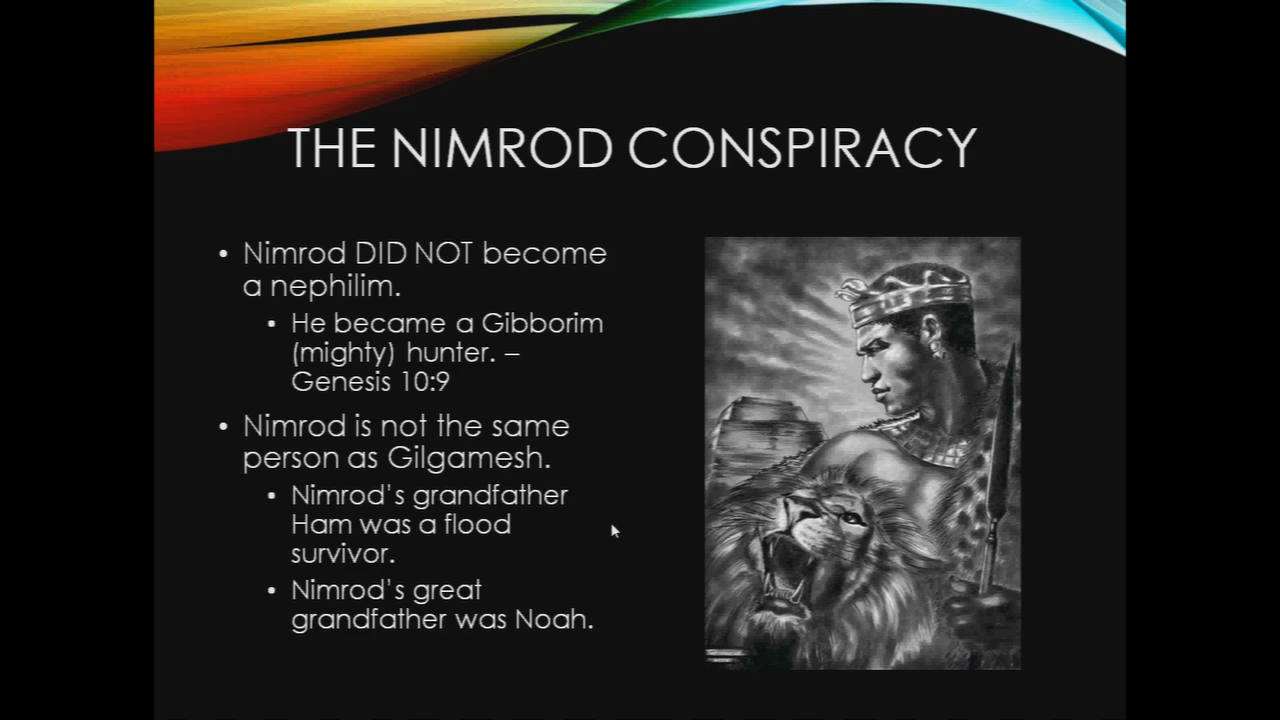 THE NIMROD CONSPIRACY
• Nimrod DID NOT become
a nephilim.
• He became a Gibborim
(mighty) hunter. –
Genesis 10:9
• Nimrod is not the same
person as Gilgamesh.
• Nimrod's grandfather
Ham was a flood
survivor.
• Nimrod's great
grandfather was Noah.